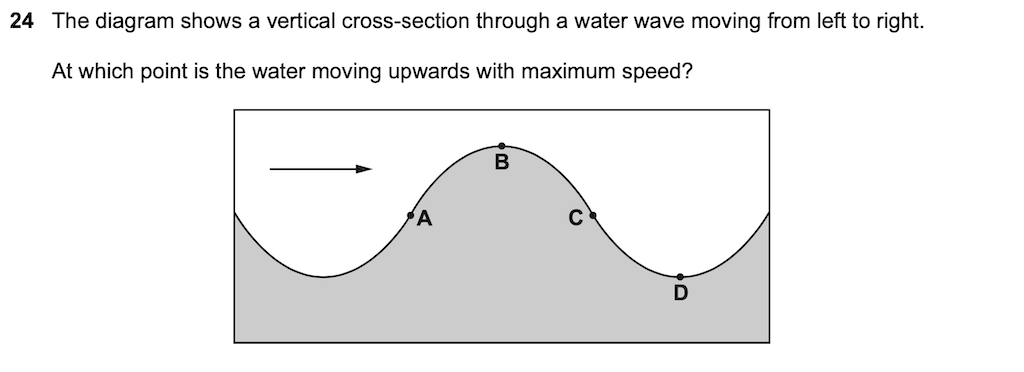 24 The diagram shows a vertical cross-section through a water wave moving from left to right.
At which point is the water moving upwards with maximum speed?
B
A
C
D